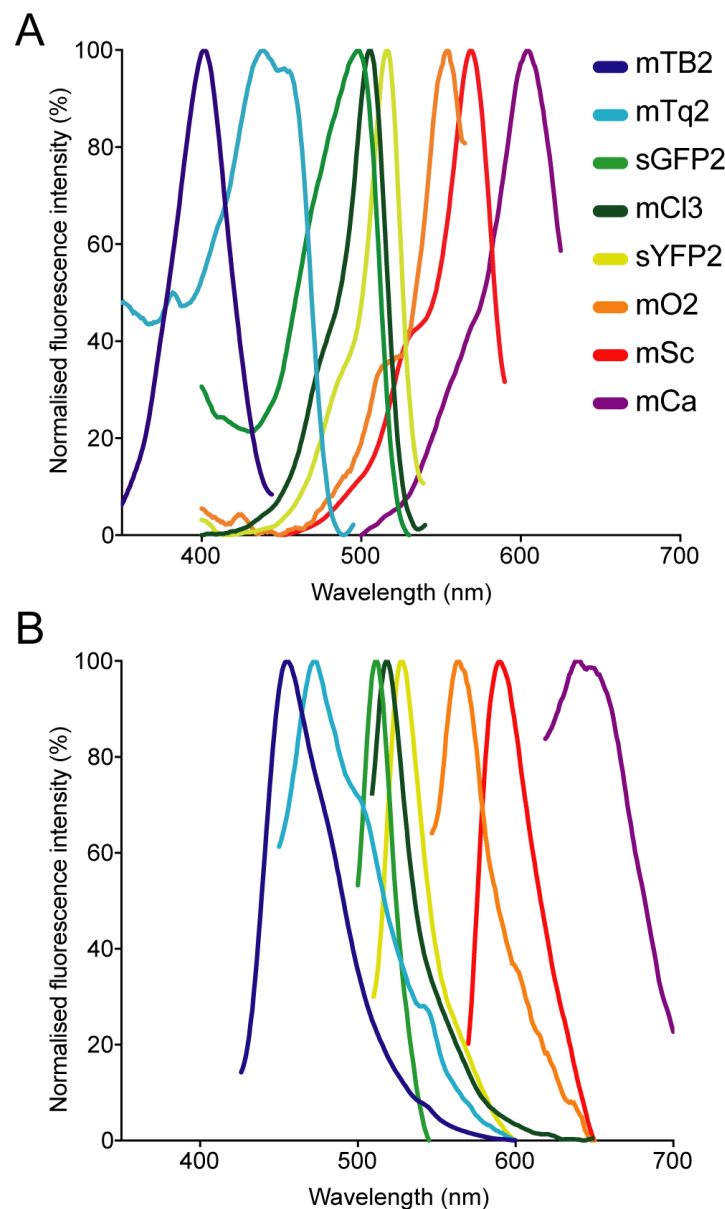 A
Normalised fluorescence intensity (%)
100
80
60
40
20
0
400
500
600
700
Wavelength (nm)
mTB2
mTq2
sGFP2
mCl3
sYFP2
mO2
mSc
mCa
B
Normalised fluorescence intensity (%)
100
80
60
40
20
0
400
500
600
700
Wavelength (nm)